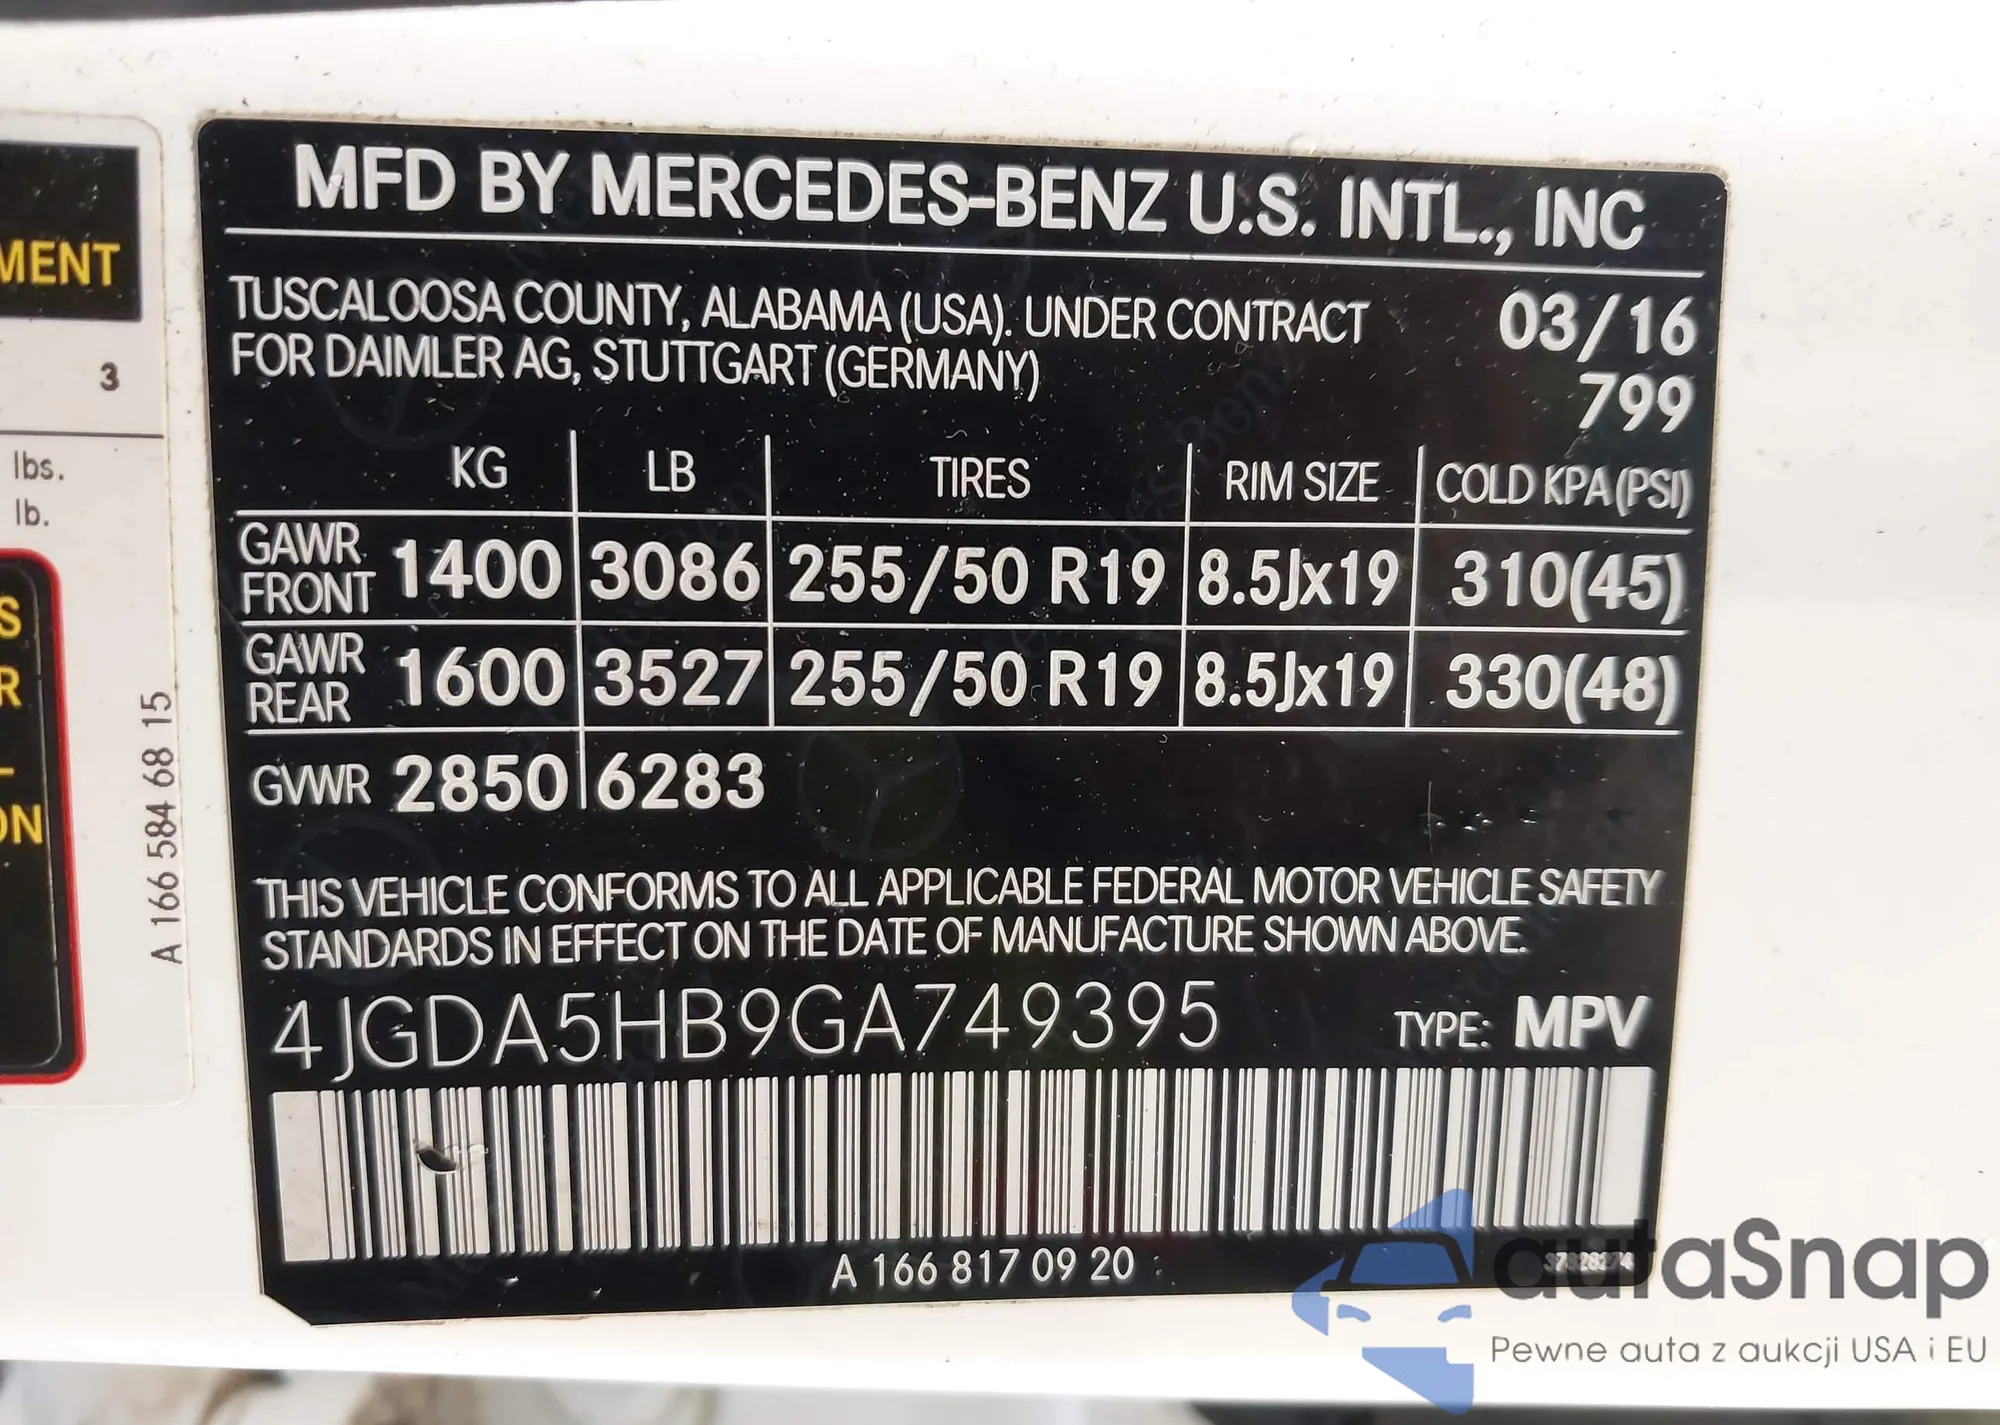 MENT
3
lbs.
lb.
S
R
ON
A 166 584 68 15
MFD BY MERCEDES-BENZ U.S. INTL., INC
TUSCALOOSA COUNTY, ALABAMA (USA). UNDER CONTRACT 03/16
FOR DAIMLER AG, STUTTGART (GERMANY) 799
KG LB TIRES RIM SIZE COLD KPA (PSI)
GAWR FRONT 1400 3086 255/50 R19 8.5Jx19 310(45)
GAWR REAR 1600 3527 255/50 R19 8.5Jx19 330(48)
GVWR 2850 6283
THIS VEHICLE CONFORMS TO ALL APPLICABLE FEDERAL MOTOR VEHICLE SAFETY
STANDARDS IN EFFECT ON THE DATE OF MANUFACTURE SHOWN ABOVE.
4JGDA5HB9GA749395 TYPE: MPV
A 166 817 09 20
autaSnap
Pewne auta z aukcji USA i EU